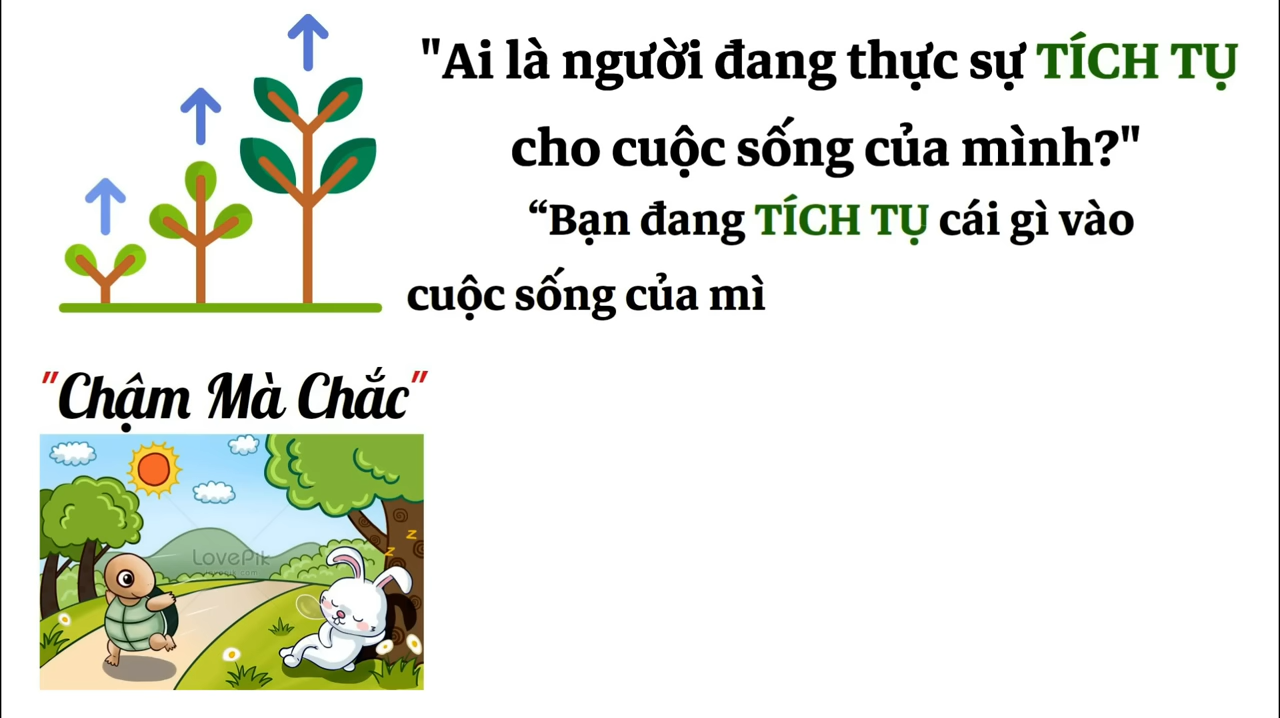 "Ai là người đang thực sự TÍCH TỤ
cho cuộc sống của mình?"
“Bạn đang TÍCH TỤ cái gì vào
cuộc sống của mì
"Chậm Mà Chắc"
LovePik
z
z